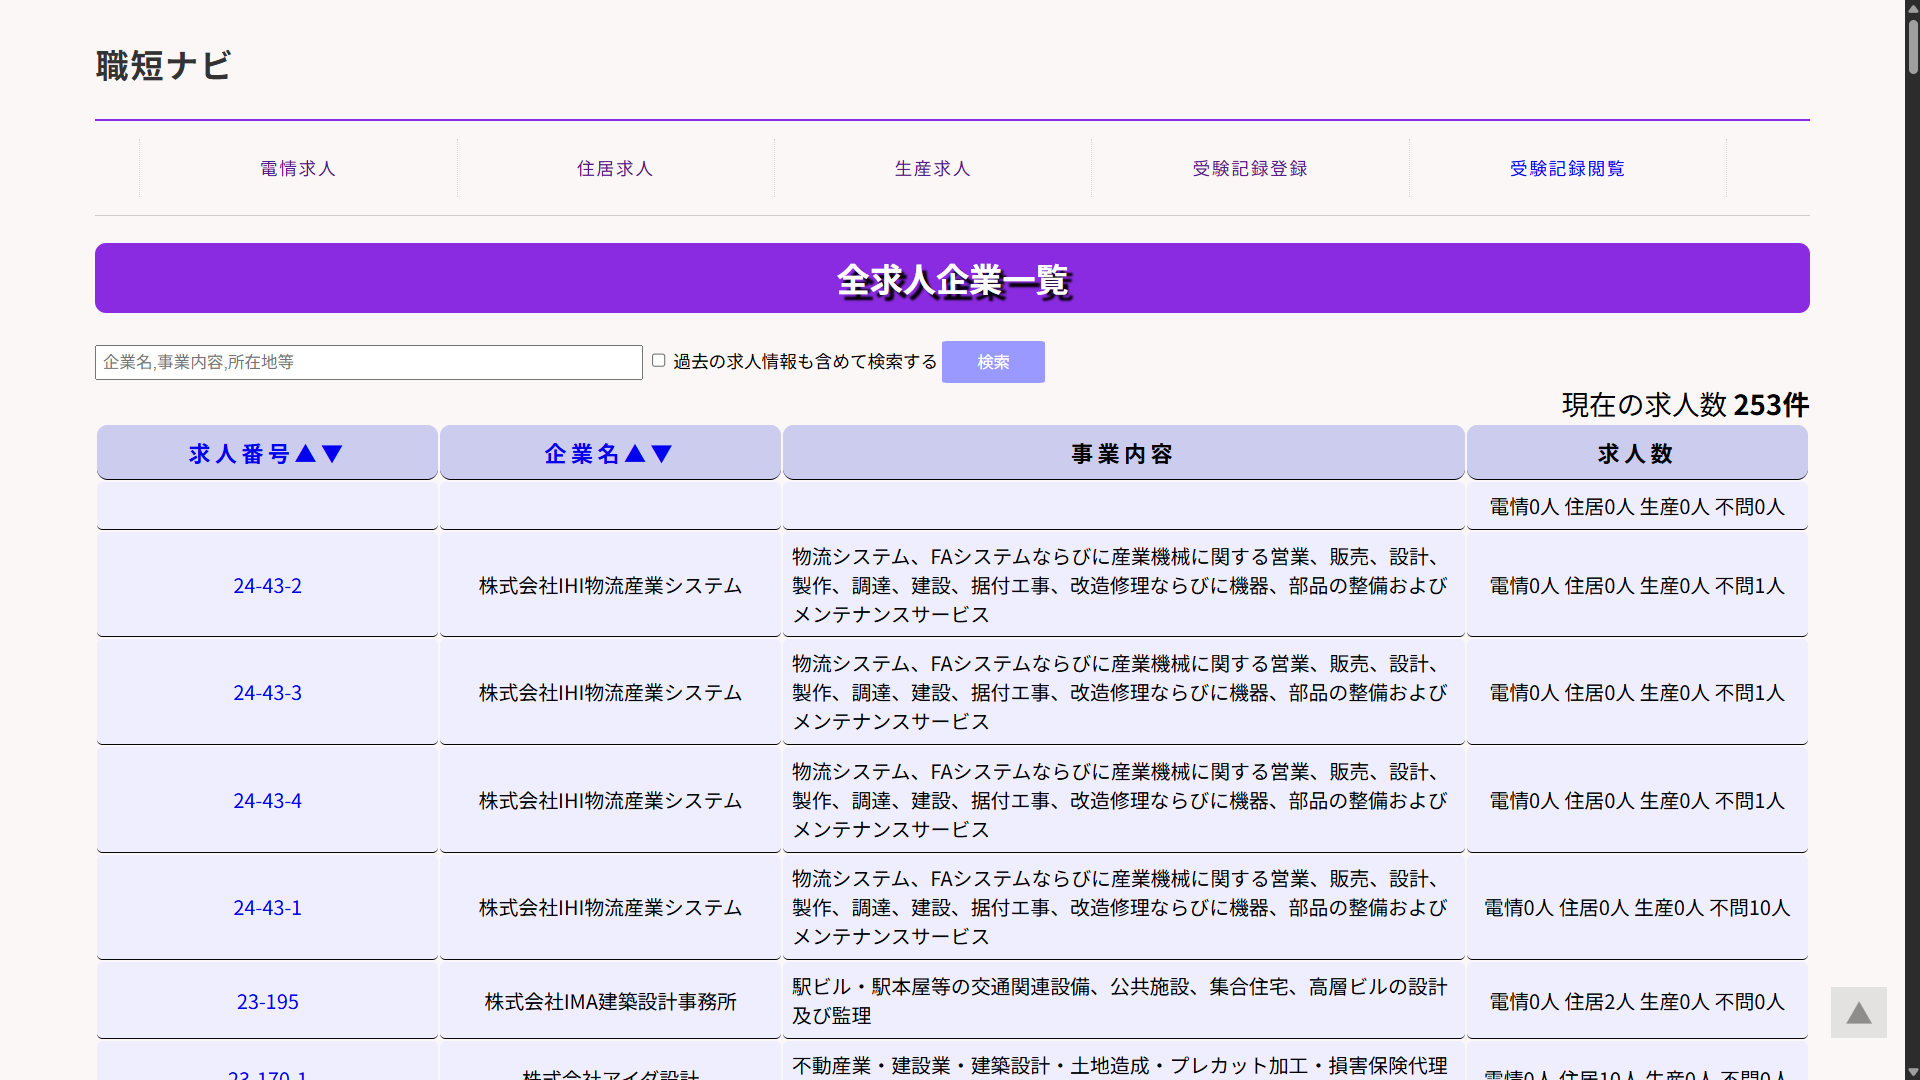 職短ナビ
電情求人 住居求人 生産求人 受験記録登録 受験記録閲覧
全求人企業一覧
企業名,事業内容,所在地等 過去の求人情報も含めて検索する 検索
現在の求人数 253件
求人番号▲▼ 企業名▲▼ 事業内容 求人数
電情0人 住居0人 生産0人 不問0人
24-43-2 株式会社IHI物流産業システム
物流システム、FAシステムならびに産業機械に関する営業、販売、設計、
製作、調達、建設、据付工事、改造修理ならびに機器、部品の整備および
メンテナンスサービス
電情0人 住居0人 生産0人 不問1人
24-43-3 株式会社IHI物流産業システム
物流システム、FAシステムならびに産業機械に関する営業、販売、設計、
製作、調達、建設、据付工事、改造修理ならびに機器、部品の整備および
メンテナンスサービス
電情0人 住居0人 生産0人 不問1人
24-43-4 株式会社IHI物流産業システム
物流システム、FAシステムならびに産業機械に関する営業、販売、設計、
製作、調達、建設、据付工事、改造修理ならびに機器、部品の整備および
メンテナンスサービス
電情0人 住居0人 生産0人 不問1人
24-43-1 株式会社IHI物流産業システム
物流システム、FAシステムならびに産業機械に関する営業、販売、設計、
製作、調達、建設、据付工事、改造修理ならびに機器、部品の整備および
メンテナンスサービス
電情0人 住居0人 生産0人 不問10人
23-195 株式会社IMA建築設計事務所
駅ビル・駅本屋等の交通関連設備、公共施設、集合住宅、高層ビルの設計
及び監理
電情0人 住居2人 生産0人 不問0人
23-170-1 株式会社アイダ設計
不動産業・建設業・建築設計・土地造成・プレカット加工・損害保険代理
電情0人 住居10人 生産0人 不問0人